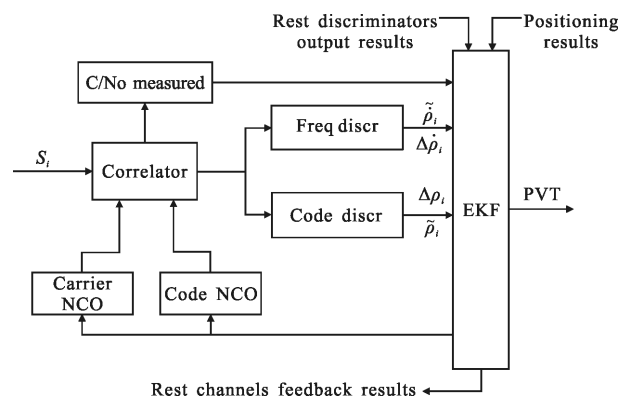 Rest discriminators
output results
Positioning
results
C/No measured
Freq discr
ρ̇̃ᵢ
Δρ̇ᵢ
Sᵢ
Correlator
Code discr
Δρᵢ
ρ̃ᵢ
EKF
PVT
Carrier
NCO
Code NCO
Rest channels feedback results